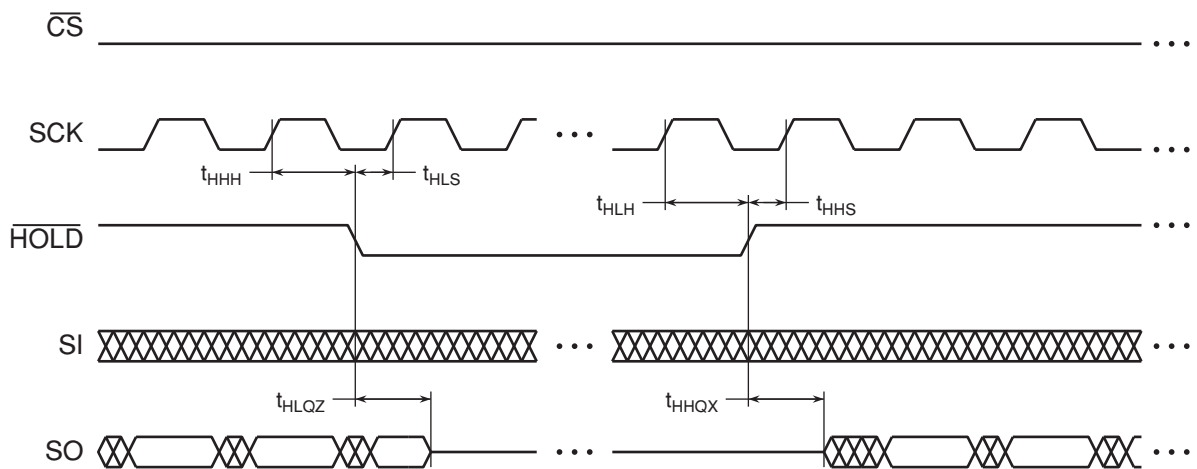 CS
SCK
tHHH
tHLS
tHLH
tHHS
HOLD
SI
tHLQZ
tHHQX
SO